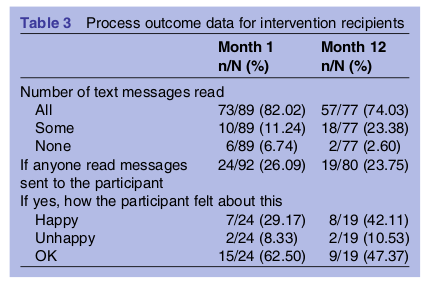 Table 3 Process outcome data for intervention recipients
Month 1 Month 12
n/N (%) n/N (%)
Number of text messages read
All 73/89 (82.02) 57/77 (74.03)
Some 10/89 (11.24) 18/77 (23.38)
None 6/89 (6.74) 2/77 (2.60)
If anyone read messages 24/92 (26.09) 19/80 (23.75)
sent to the participant
If yes, how the participant felt about this
Happy 7/24 (29.17) 8/19 (42.11)
Unhappy 2/24 (8.33) 2/19 (10.53)
OK 15/24 (62.50) 9/19 (47.37)